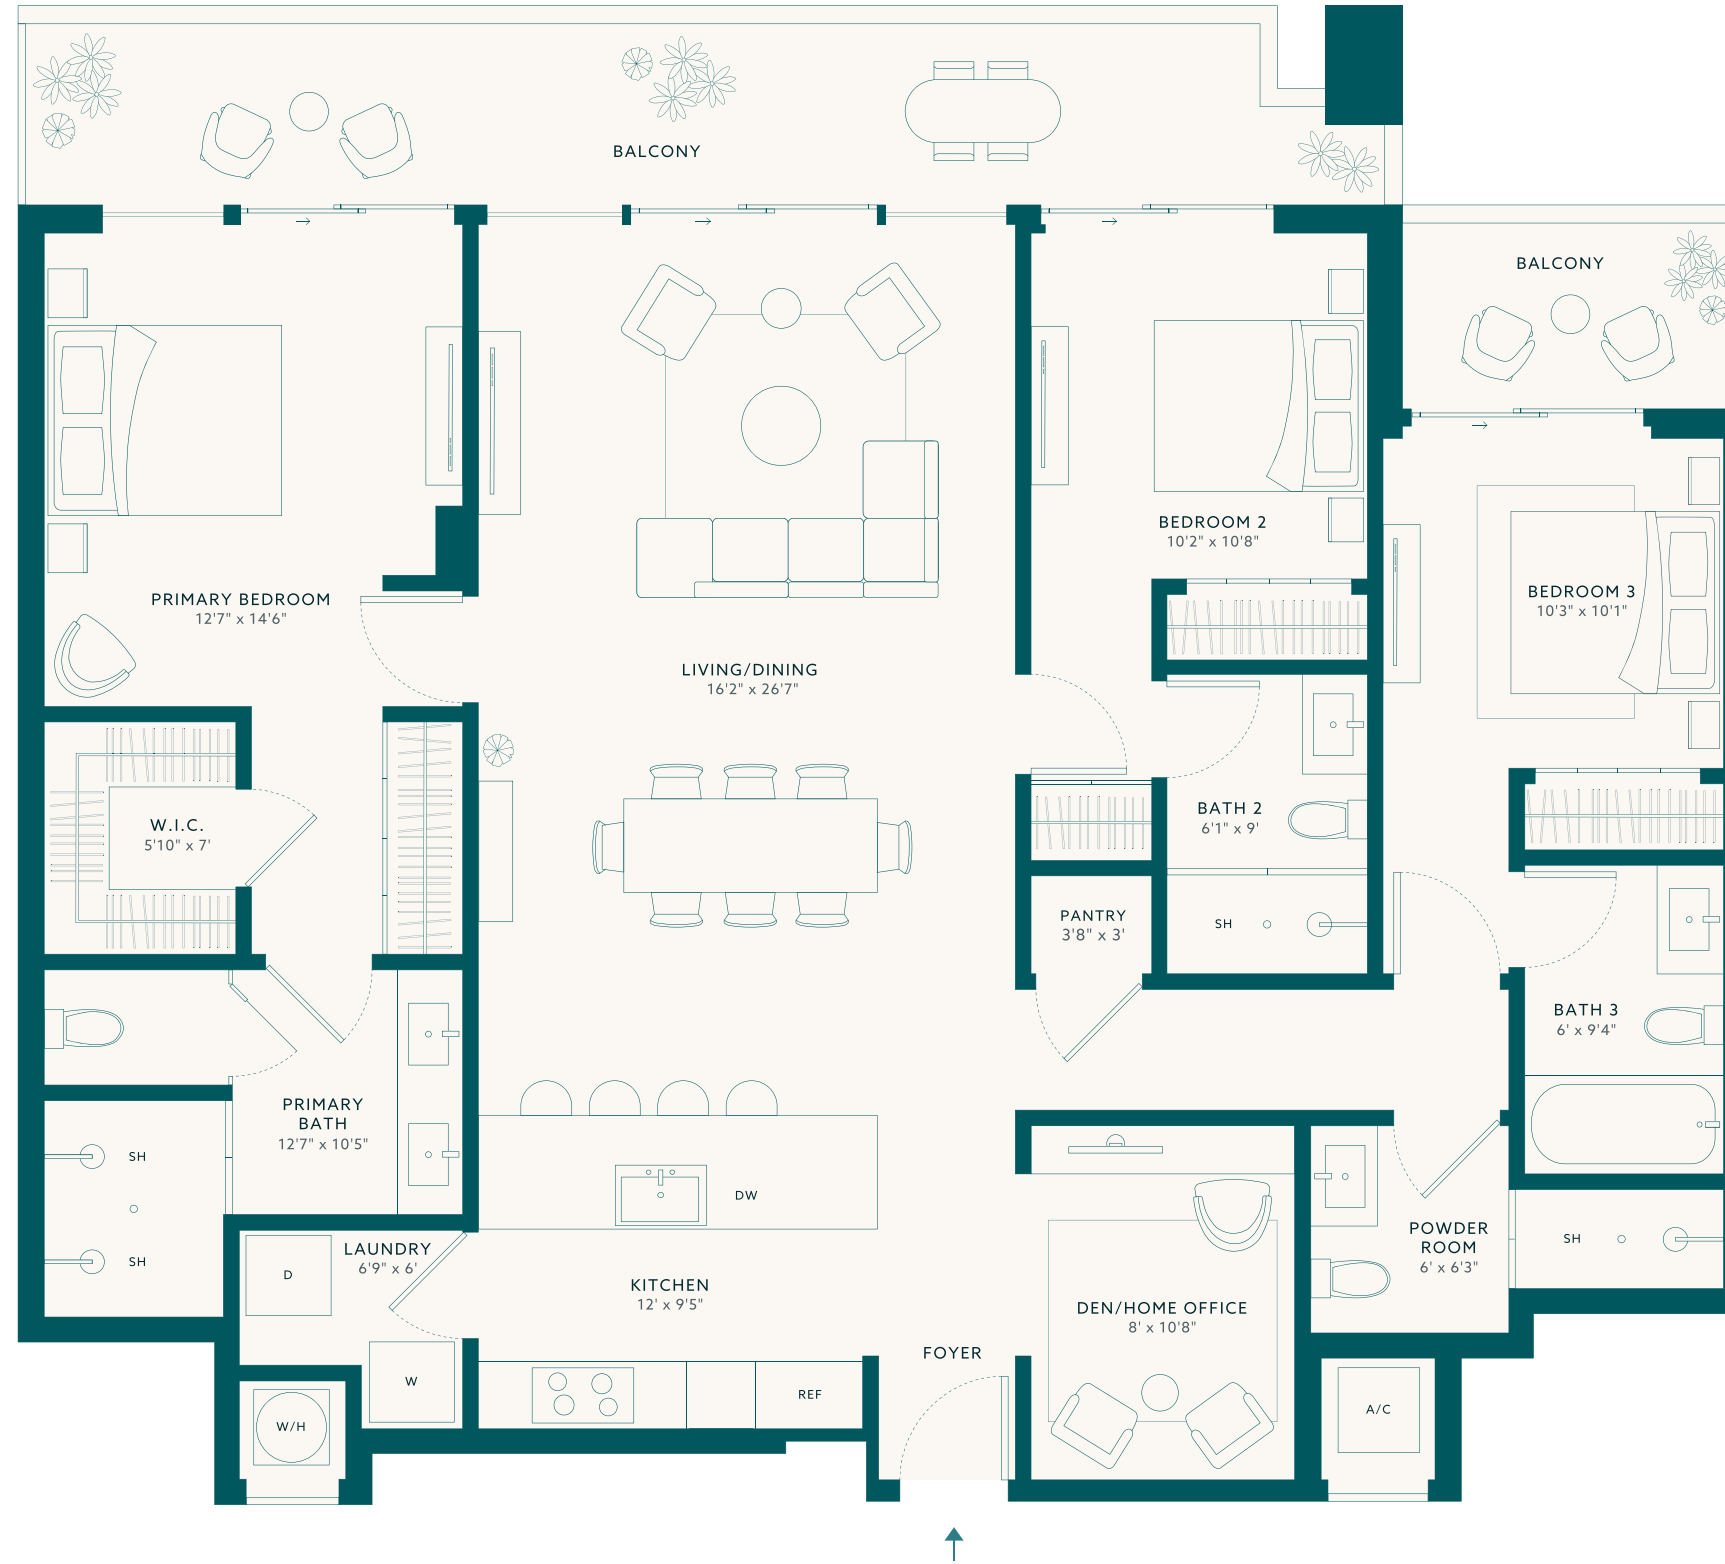 BALCONY
BALCONY
BEDROOM 2
10'2" x 10'8"
PRIMARY BEDROOM
12'7" x 14'6"
BEDROOM 3
10'3" x 10'1"
LIVING/DINING
16'2" x 26'7"
W.I.C.
5'10" x 7'
BATH 2
6'1" x 9'
PANTRY
3'8" x 3'
SH
BATH 3
6' x 9'4"
PRIMARY
BATH
12'7" x 10'5"
SH
SH
DW
LAUNDRY
6'9" x 6'
D
W
KITCHEN
12' x 9'5"
POWDER
ROOM
6' x 6'3"
SH
DEN/HOME OFFICE
8' x 10'8"
FOYER
REF
W/H
A/C